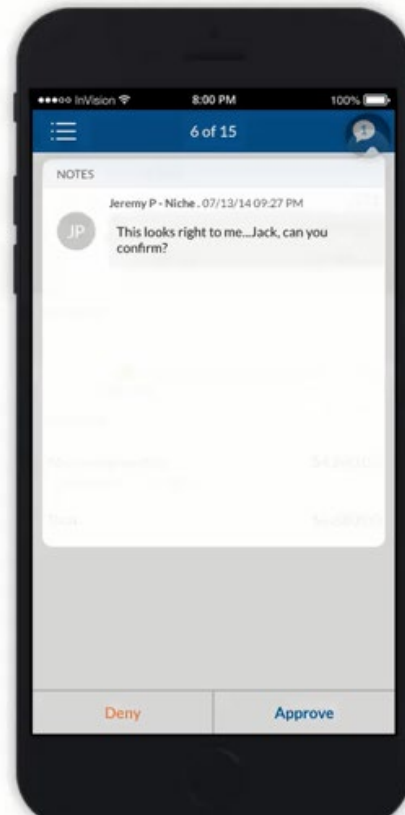 InVision 8:00 PM 100%
6 of 15 1
NOTES
Jeremy P - Niche . 07/13/14 09:27 PM
JP
This looks right to me...Jack, can you
confirm?
Deny Approve